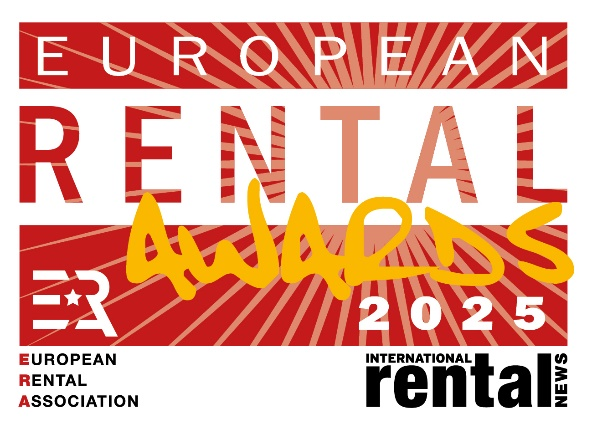 EUROPEAN
RENTAL
AWARDS
2025
ERA
EUROPEAN
RENTAL
ASSOCIATION
INTERNATIONAL
rental
NEWS